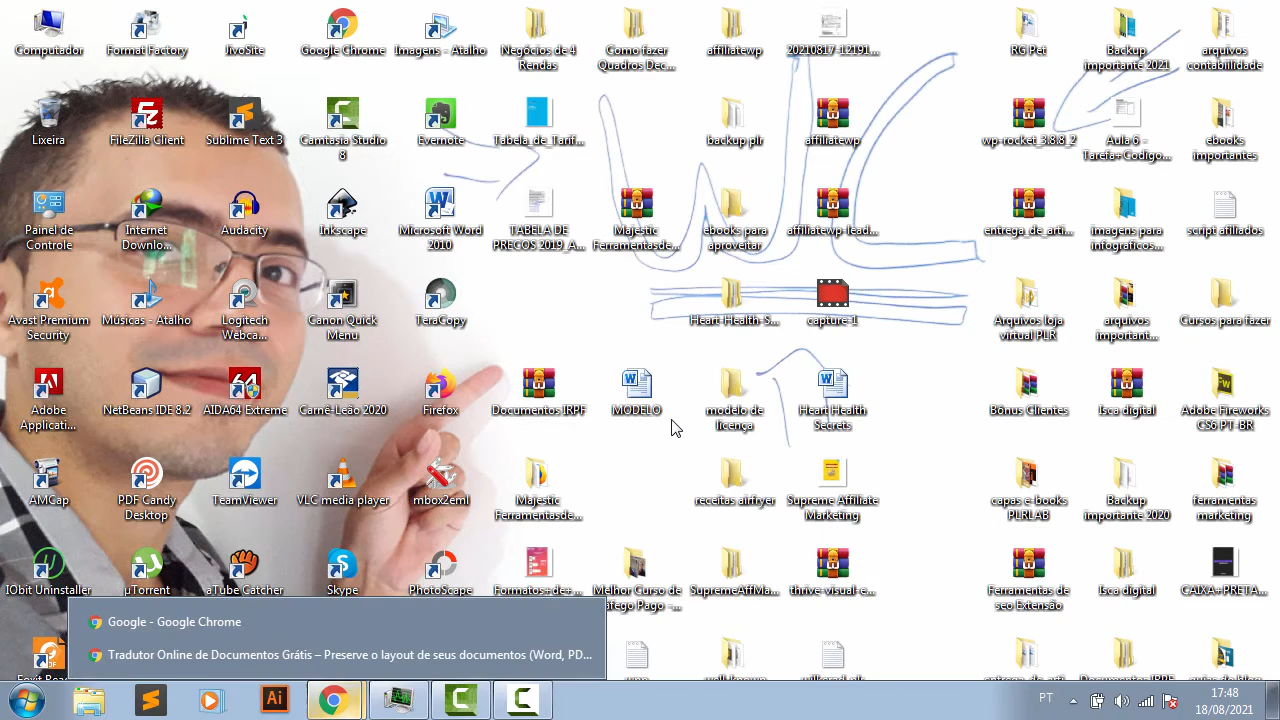 Computador
Format Factory
JivoSite
Google Chrome
Imagens - Atalho
Negócios de 4
Rendas
Como fazer
Quadros Dec...
affiliatewp
20210817-12191...
RG Pet
Backup
importante 2021
arquivos
contabiilidade
Lixeira
FileZilla Client
Sublime Text 3
Camtasia Studio
8
Evernote
Tabela_de_Tarif...
backup plr
affiliatewp
wp-rocket_3.8.8_2
Aula 6 -
Tarefa+Codigo...
ebooks
importantes
Painel de
Controle
Internet
Downlo...
Audacity
Inkscape
Microsoft Word
2010
TABELA DE
PREÇOS 2019_A...
Majestic
Ferramentasde...
ebooks para
aproveitar
affiliatewp-lead...
entrega_de_arti...
imagens para
infograficos...
script afiliados
Avast Premium
Security
Musicas - Atalho
Logitech
Webca...
Canon Quick
Menu
TeraCopy
Heart-Health-S...
capture-1
Arquivos loja
virtual PLR
arquivos
important...
Cursos para fazer
Adobe
Applicati...
NetBeans IDE 8.2
AIDA64 Extreme
Carnê-Leão 2020
Firefox
Documentos IRPF
MODELO
modelo de
licença
Heart Health
Secrets
Bônus Clientes
Isca digital
Adobe Fireworks
CS6 PT-BR
AMCap
PDF Candy
Desktop
TeamViewer
VLC media player
mbox2eml
Majestic
Ferramentasde...
receitas airfryer
Supreme Affiliate
Marketing
capas e-books
PLRLAB
Backup
importante 2020
ferramentas
marketing
IObit Uninstaller
uTorrent
aTube Catcher
Skype
PhotoScape
Formatos+de+...
Melhor Curso de
Tráfego Pago -...
SupremeAffMa...
thrive-visual-e...
Ferramentas de
seo Extensão
Isca digital
CAIXA+PRETA...
Google - Google Chrome
Tradutor Online de Documentos Grátis – Preserve o layout de seus documentos (Word, PD...
PT
17:48
18/08/2021